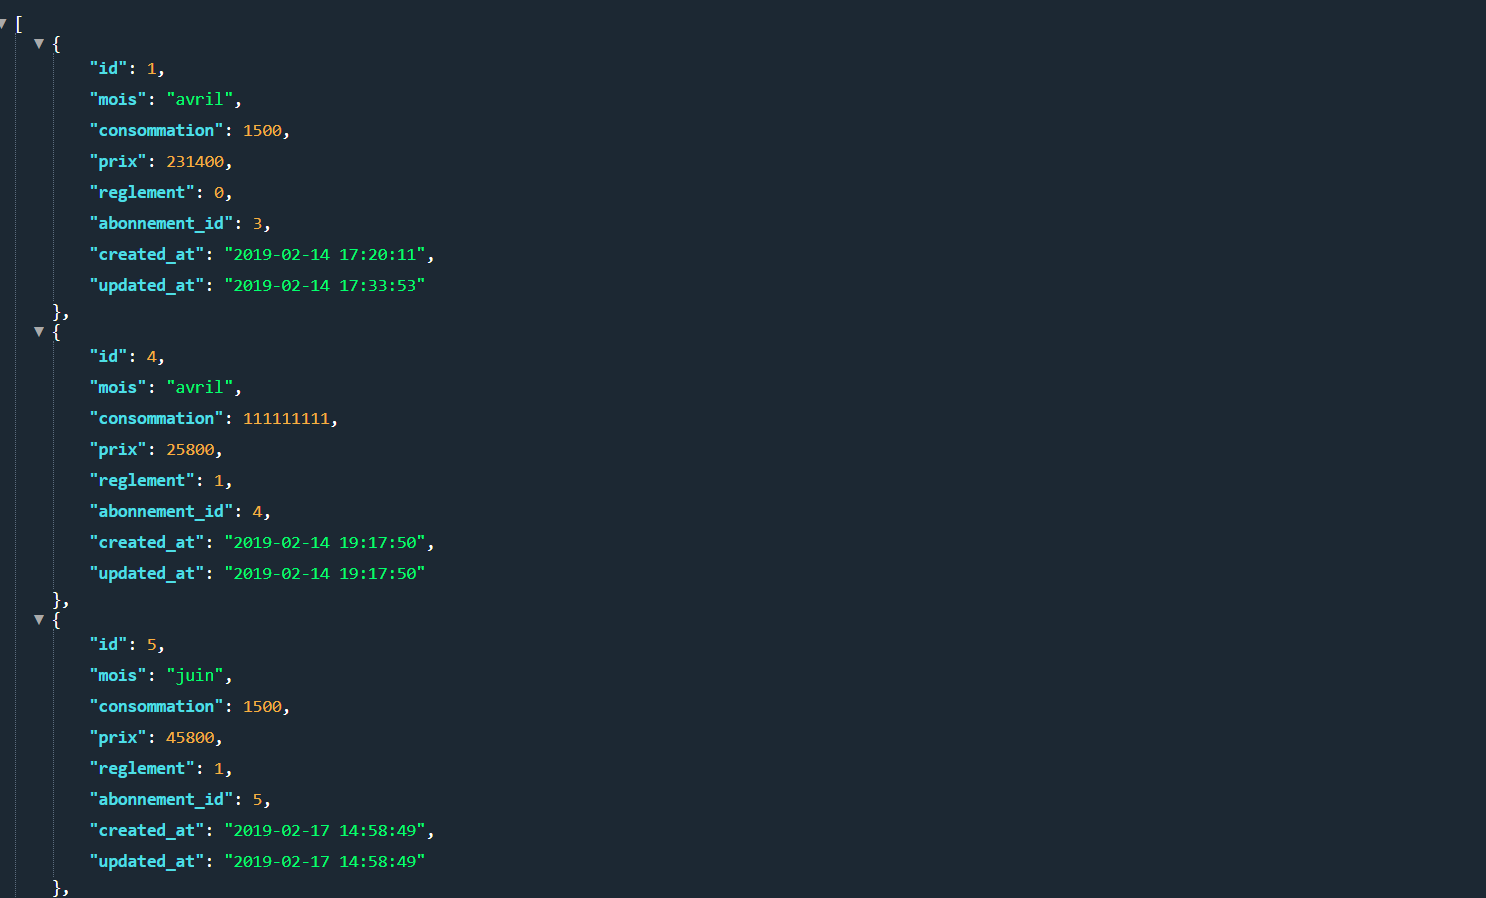 [
{
"id": 1,
"mois": "avril",
"consommation": 1500,
"prix": 231400,
"reglement": 0,
"abonnement_id": 3,
"created_at": "2019-02-14 17:20:11",
"updated_at": "2019-02-14 17:33:53"
},
{
"id": 4,
"mois": "avril",
"consommation": 111111111,
"prix": 25800,
"reglement": 1,
"abonnement_id": 4,
"created_at": "2019-02-14 19:17:50",
"updated_at": "2019-02-14 19:17:50"
},
{
"id": 5,
"mois": "juin",
"consommation": 1500,
"prix": 45800,
"reglement": 1,
"abonnement_id": 5,
"created_at": "2019-02-17 14:58:49",
"updated_at": "2019-02-17 14:58:49"
},